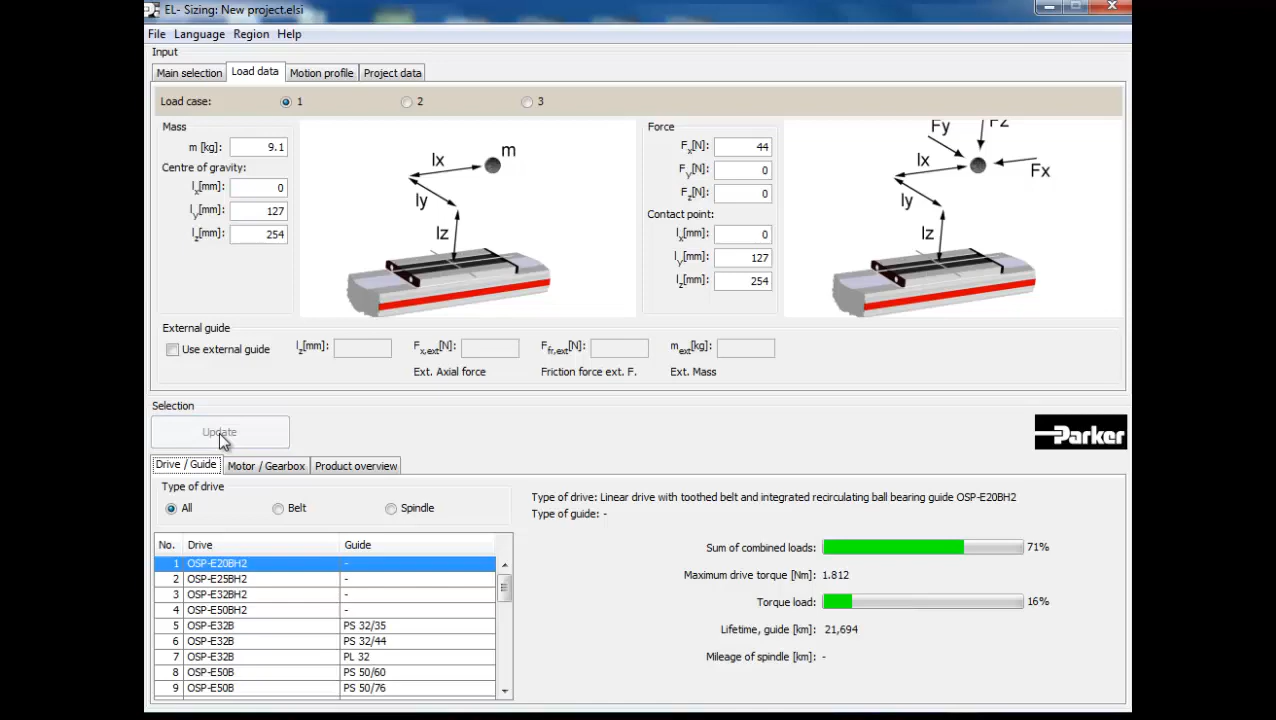 EL- Sizing: New project.elsi
File Language Region Help
Input
Main selection Load data Motion profile Project data
Load case: 1 2 3
Mass
m [kg]: 9.1
Centre of gravity:
lx[mm]: 0
ly[mm]: 127
lz[mm]: 254
lx m
ly
lz
Force
Fx[N]: 44
Fy[N]: 0
Fz[N]: 0
Contact point:
lx[mm]: 0
ly[mm]: 127
lz[mm]: 254
Fy Fz
lx Fx
ly
lz
External guide
Use external guide lz[mm]: Fx,ext[N]: Ffr,ext[N]: mext[kg]:
Ext. Axial force Friction force ext. F. Ext. Mass
Selection
Update
Parker
Drive / Guide Motor / Gearbox Product overview
Type of drive
All Belt Spindle
No. Drive Guide
1 OSP-E20BH2 -
2 OSP-E25BH2 -
3 OSP-E32BH2 -
4 OSP-E50BH2 -
5 OSP-E32B PS 32/35
6 OSP-E32B PS 32/44
7 OSP-E32B PL 32
8 OSP-E50B PS 50/60
9 OSP-E50B PS 50/76
Type of drive: Linear drive with toothed belt and integrated recirculating ball bearing guide OSP-E20BH2
Type of guide: -
Sum of combined loads: 71%
Maximum drive torque [Nm]: 1.812
Torque load: 16%
Lifetime, guide [km]: 21,694
Mileage of spindle [km]: -